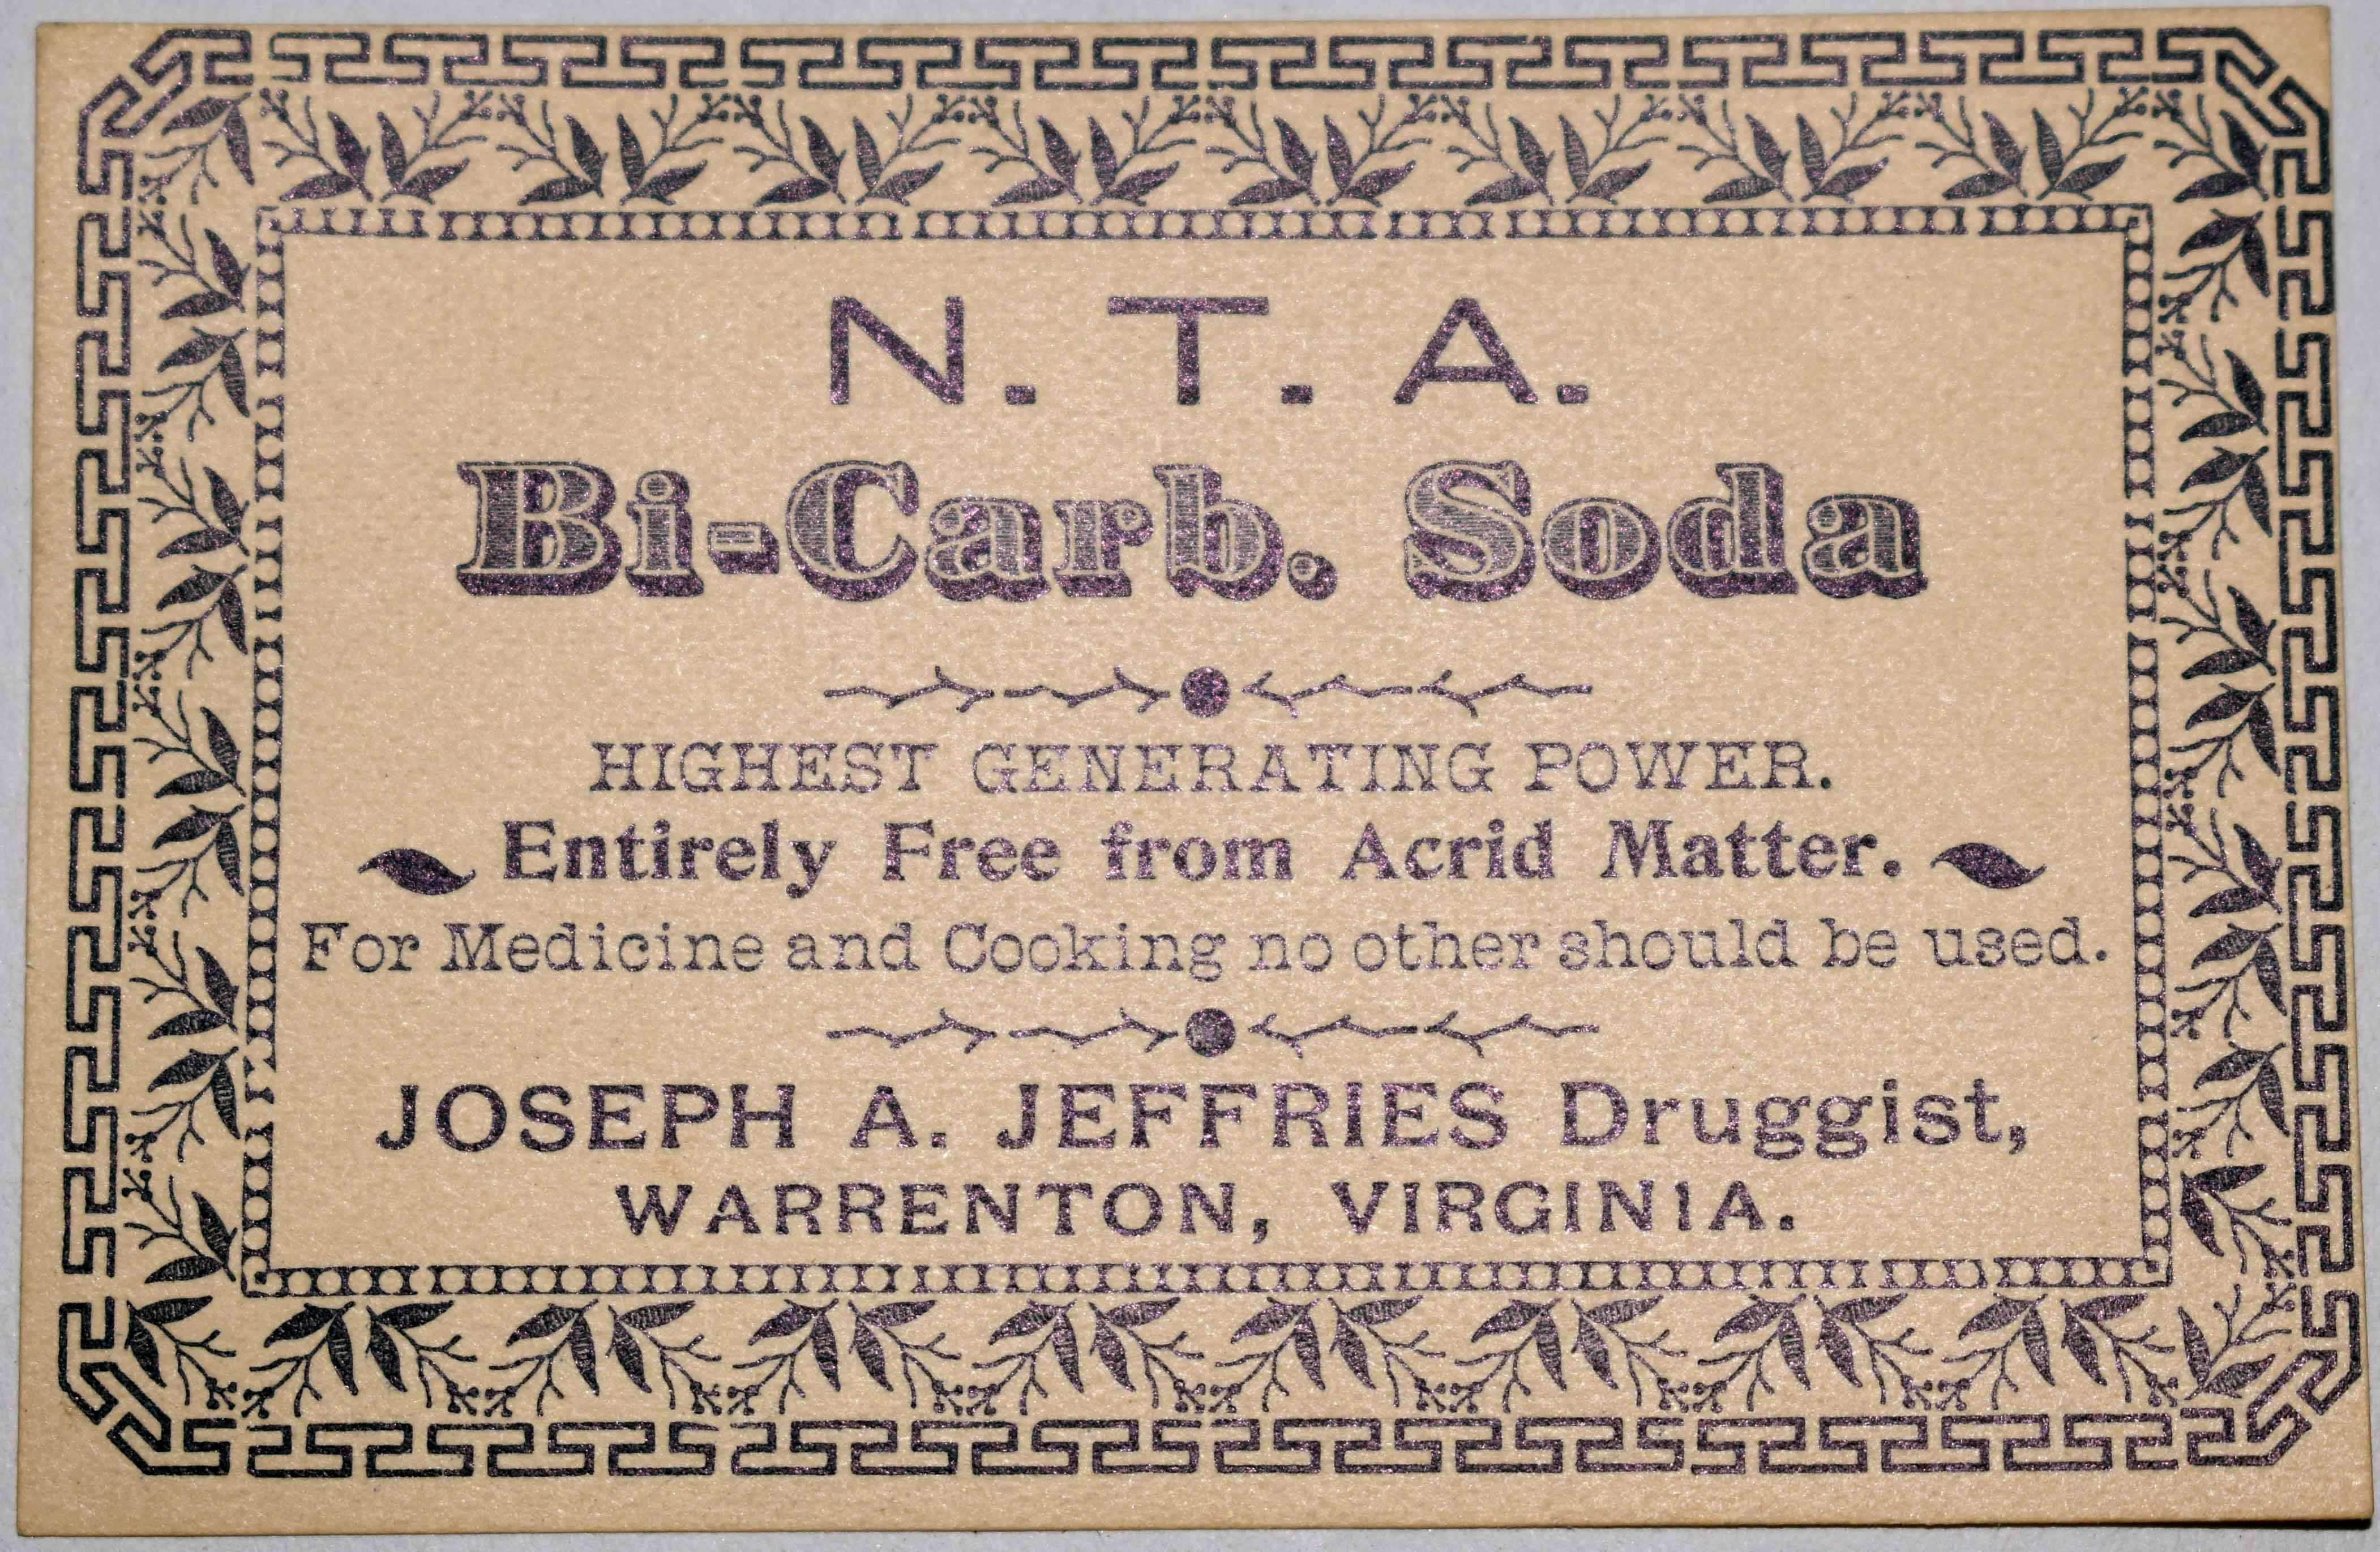 N. T. A.
Bi-Carb. Soda
HIGHEST GENERATING POWER.
Entirely Free from Acrid Matter.
For Medicine and Cooking no other should be used.
JOSEPH A. JEFFRIES Druggist,
WARRENTON, VIRGINIA.